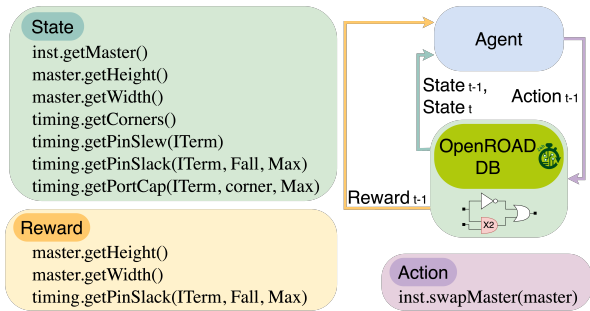 State
inst.getMaster()
master.getHeight()
master.getWidth()
timing.getCorners()
timing.getPinSlew(ITerm)
timing.getPinSlack(ITerm, Fall, Max)
timing.getPortCap(ITerm, corner, Max)
Reward
master.getHeight()
master.getWidth()
timing.getPinSlack(ITerm, Fall, Max)
Agent
State t-1,
State t
Action t-1
OpenROAD
DB
Reward t-1
X2
Action
inst.swapMaster(master)